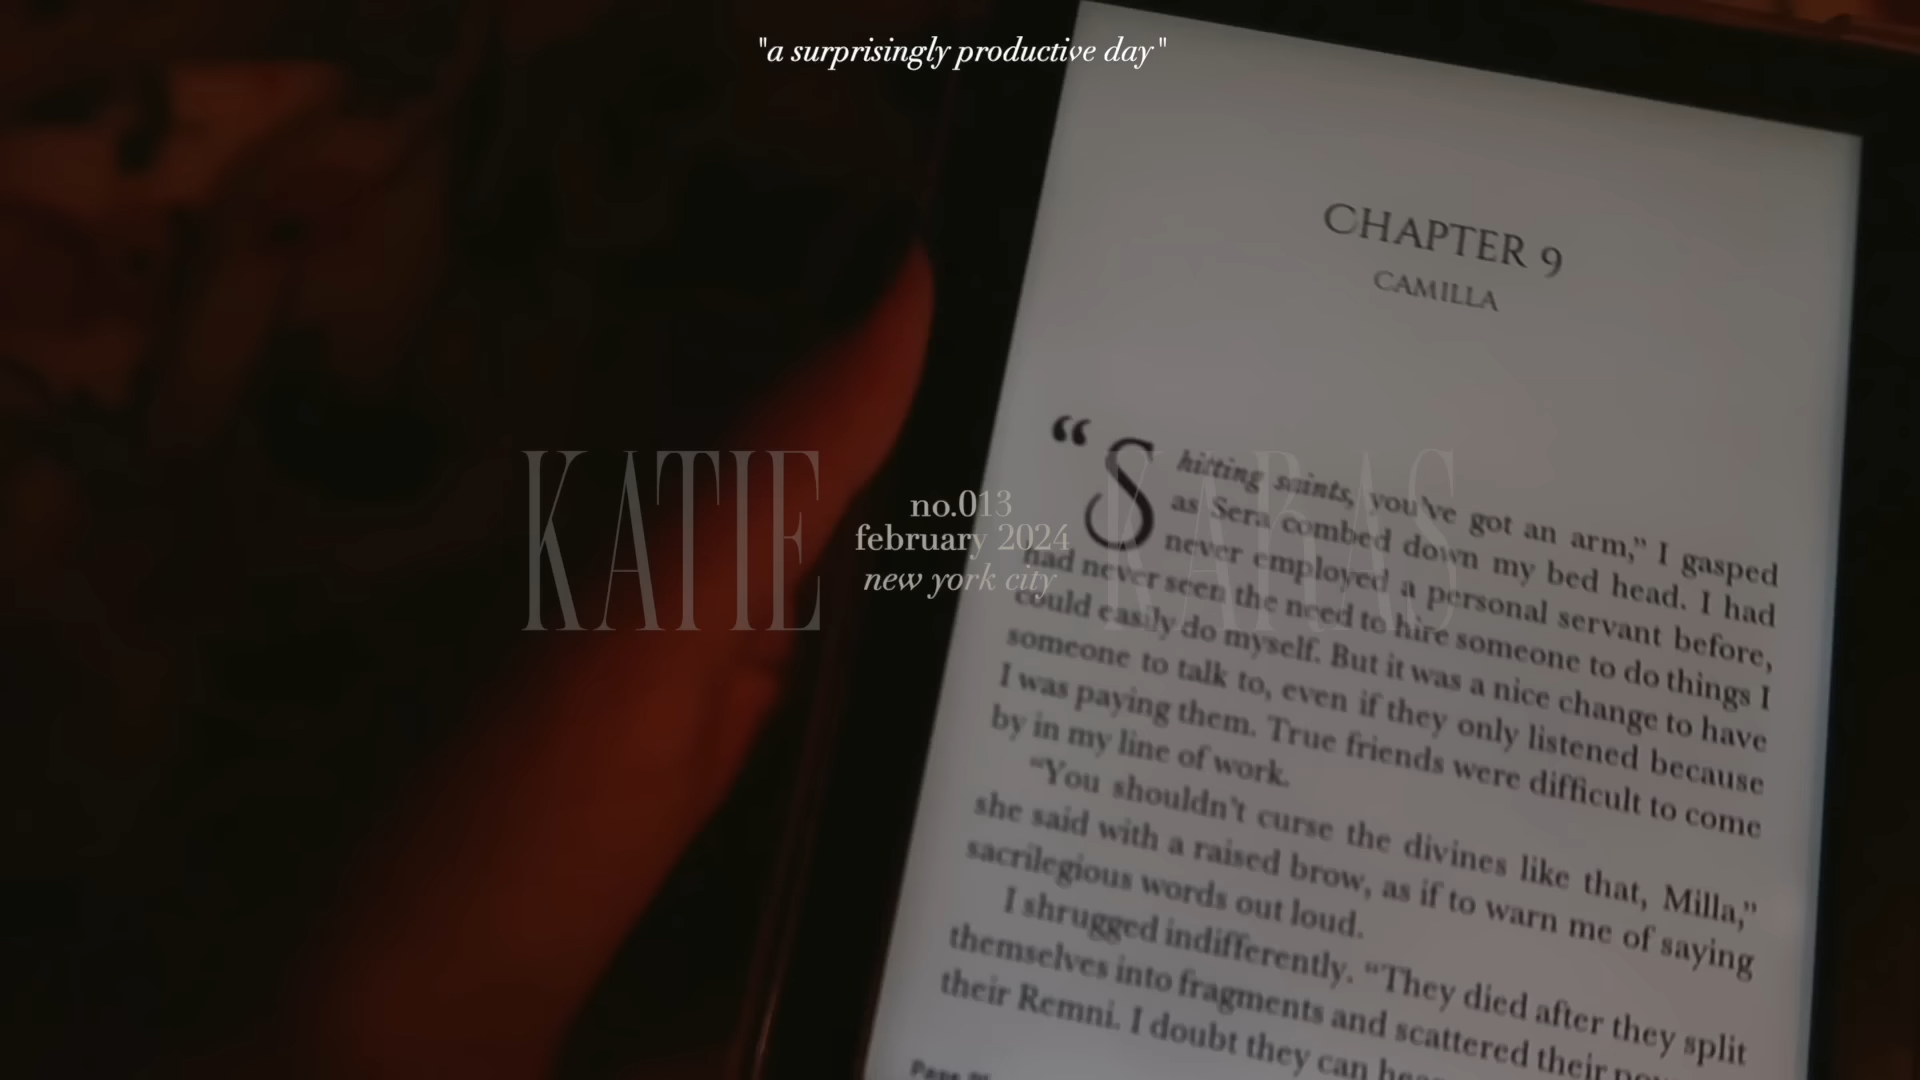 "a surprisingly productive day"
KATIE KARAS
no.013
february 2024
new york city
CHAPTER 9
CAMILLA
“Shitting saints, you’ve got an arm,” I gasped
as Sera combed down my bed head. I had
never employed a personal servant before,
had never seen the need to hire someone to do things I
could easily do myself. But it was a nice change to have
someone to talk to, even if they only listened because
I was paying them. True friends were difficult to come
by in my line of work.
“You shouldn’t curse the divines like that, Milla,”
she said with a raised brow, as if to warn me of saying
sacrilegious words out loud.
I shrugged indifferently. “They died after they split
themselves into fragments and scattered their
their Remni. I doubt they can